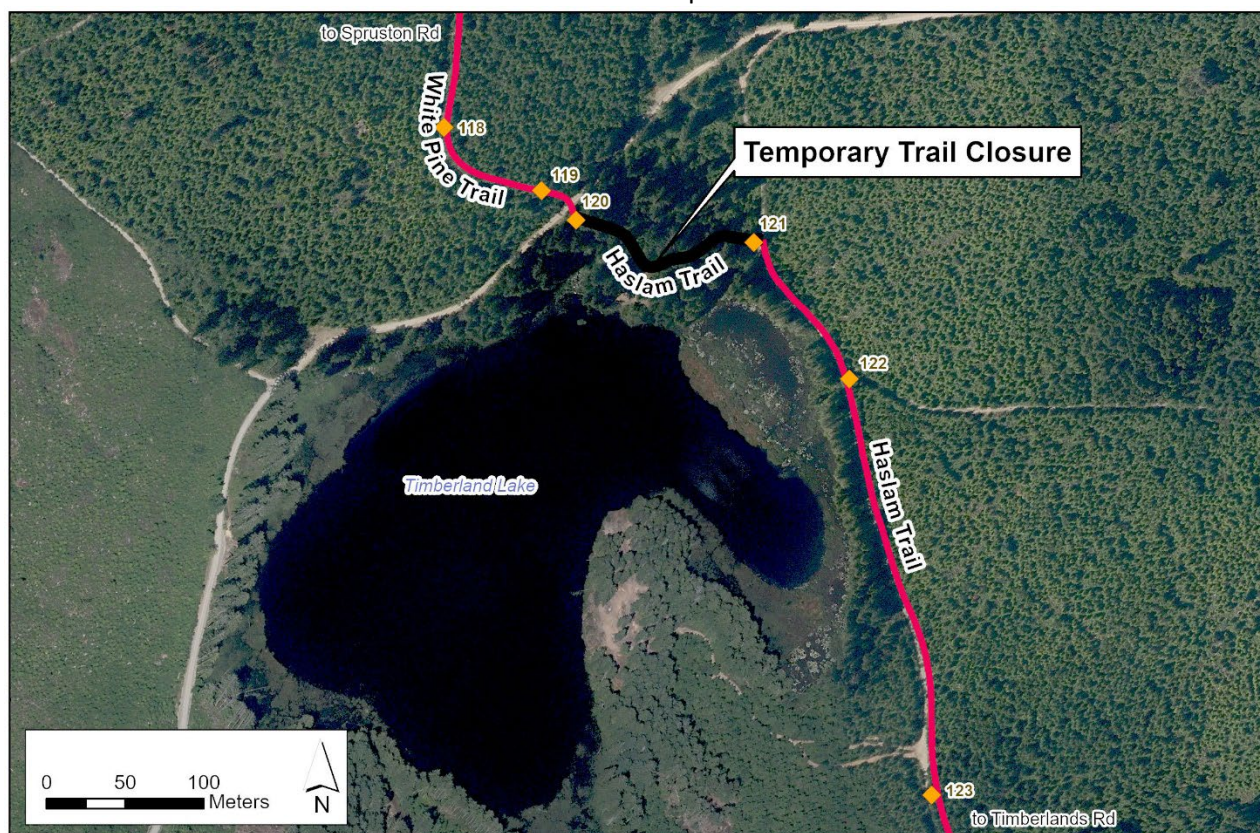 to Spruston Rd
White Pine Trail
118
119
120
Temporary Trail Closure
121
Haslam Trail
122
Haslam Trail
Timberland Lake
0 50 100
Meters
N
123
to Timberlands Rd